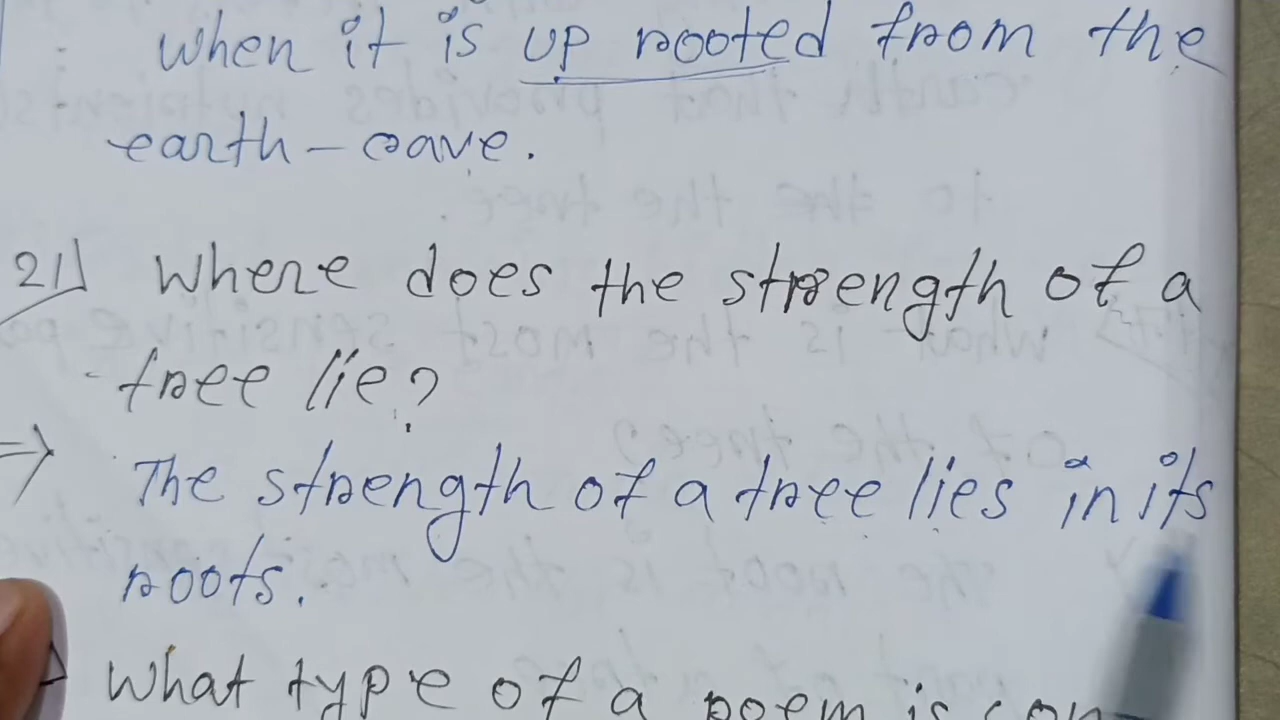 when it is up rooted from the
earth-cave.
21) Where does the strength of a
tree lie?
⇒ The strength of a tree lies in its
roots.
What type of a poem is